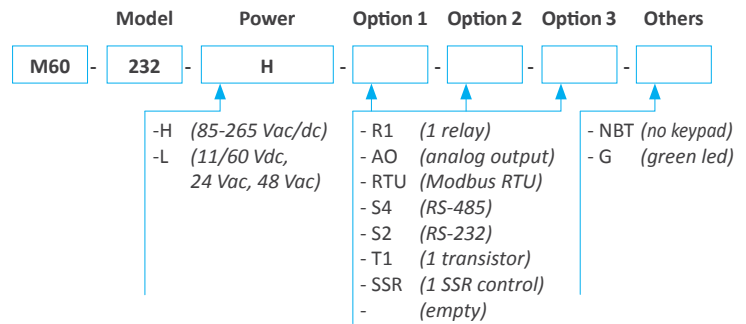 Model Power Option 1 Option 2 Option 3 Others
M60 - 232 - H - - - -
-H (85-265 Vac/dc)
-L (11/60 Vdc,
24 Vac, 48 Vac)
- R1 (1 relay)
- AO (analog output)
- RTU (Modbus RTU)
- S4 (RS-485)
- S2 (RS-232)
- T1 (1 transistor)
- SSR (1 SSR control)
- (empty)
- NBT (no keypad)
- G (green led)